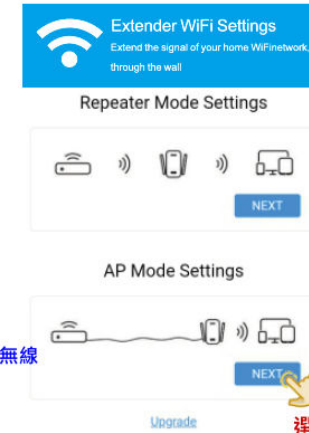 Extender WiFi Settings
Extend the signal of your home WiFinetwork,
through the wall
Repeater Mode Settings
NEXT
AP Mode Settings
無線
NEXT
Upgrade